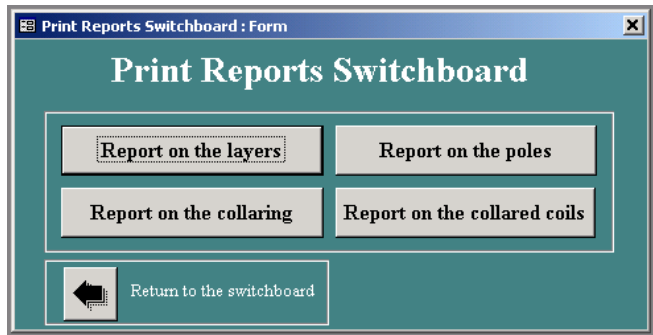 Print Reports Switchboard : Form
Print Reports Switchboard
Report on the layers
Report on the poles
Report on the collaring
Report on the collared coils
Return to the switchboard